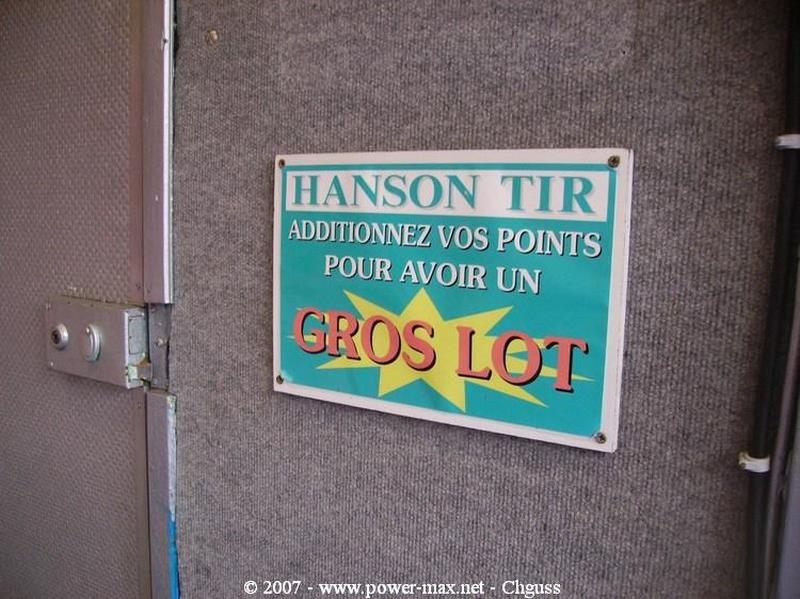 HANSON TIR
ADDITIONNEZ VOS POINTS
POUR AVOIR UN
GROS LOT
© 2007 - www.power-max.net - Chguss